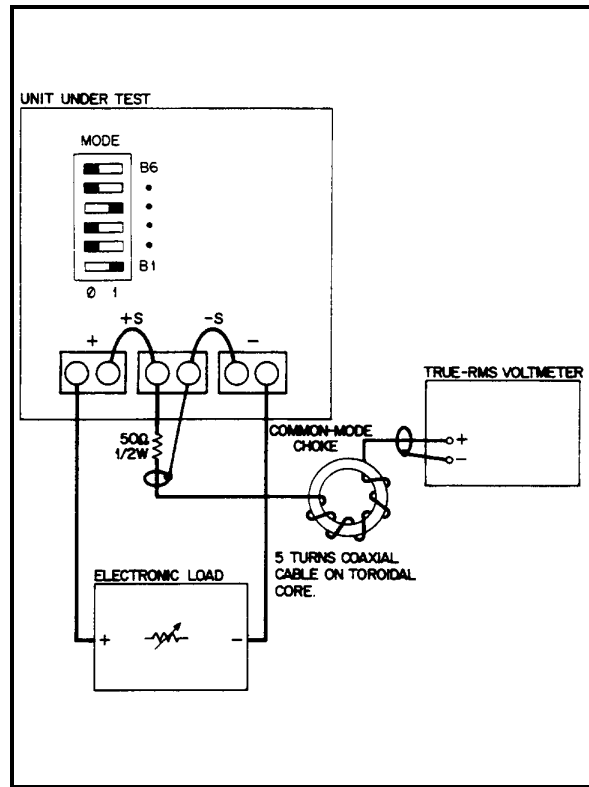 UNIT UNDER TEST
MODE
B6
B1
Ø 1
+S -S
+ -
50Ω
1/2W
COMMON-MODE
CHOKE
TRUE-RMS VOLTMETER
+
-
5 TURNS COAXIAL
CABLE ON TOROIDAL
CORE.
ELECTRONIC LOAD
+ -